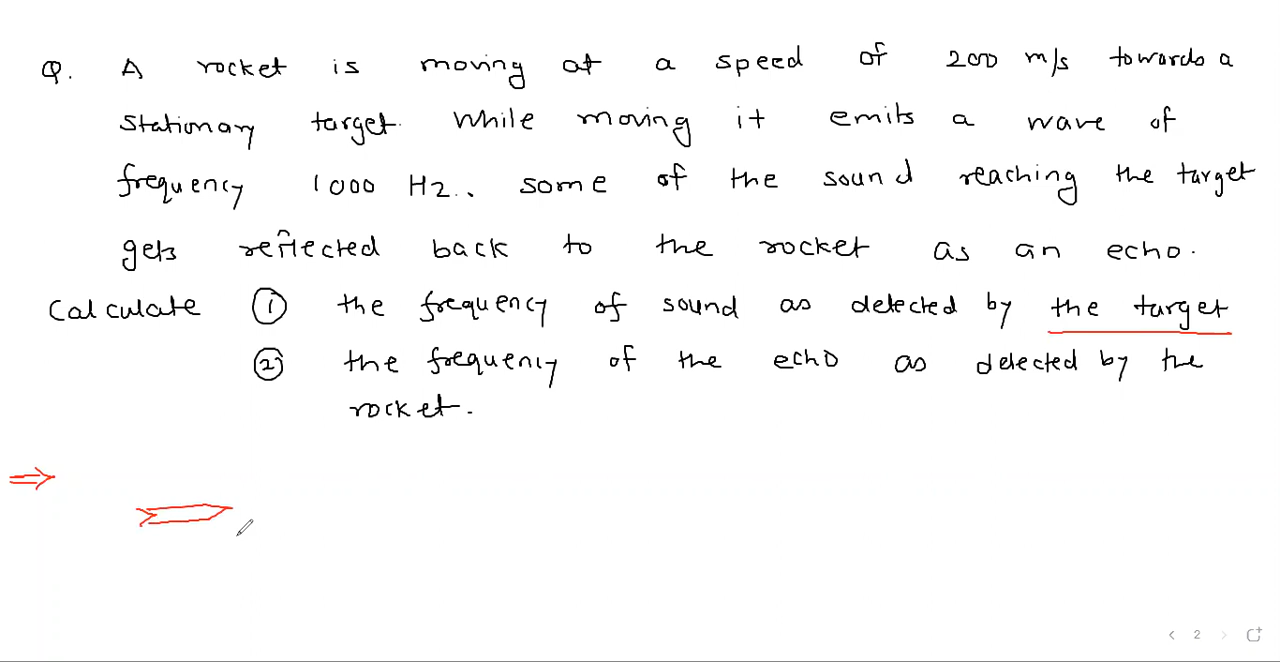 Q. A rocket is moving at a speed of 200 m/s towards a
stationary target. While moving it emits a wave of
frequency 1000 Hz.. some of the sound reaching the target
gets reflected back to the rocket as an echo.
Calculate ① the frequency of sound as detected by the target
② the frequency of the echo as detected by the
rocket.
< 2 >